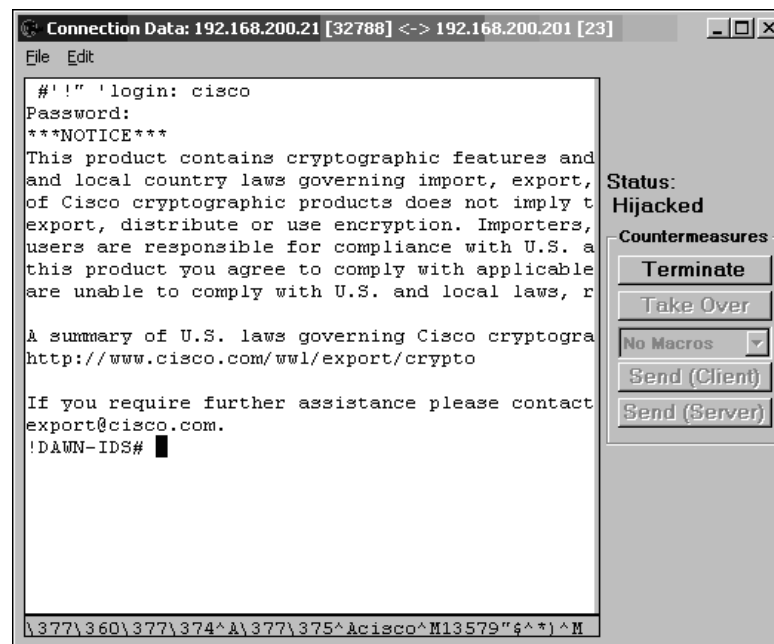 Connection Data: 192.168.200.21 [32788] <-> 192.168.200.201 [23]
File Edit
#'!" 'login: cisco
Password:
***NOTICE***
This product contains cryptographic features and
and local country laws governing import, export,
of Cisco cryptographic products does not imply t
export, distribute or use encryption. Importers,
users are responsible for compliance with U.S. a
this product you agree to comply with applicable
are unable to comply with U.S. and local laws, r
A summary of U.S. laws governing Cisco cryptogra
http://www.cisco.com/wwl/export/crypto
If you require further assistance please contact
export@cisco.com.
!DAWN-IDS#
\377\360\377\374^A\377\375^Acisco^M13579"$^*)^M
Status:
Hijacked
Countermeasures
Terminate
Take Over
No Macros
Send (Client)
Send (Server)